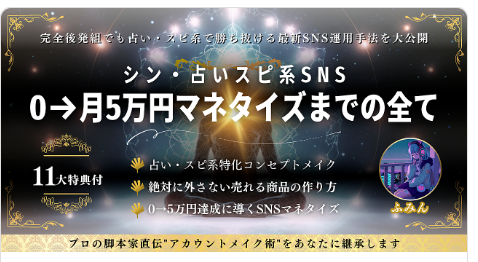 完全後発組でも占い・スピ系で勝ち抜ける最新SNS運用手法を大公開
シン・占いスピ系SNS
0→月5万円マネタイズまでの全て
11大特典付
占い・スピ系特化コンセプトメイク
絶対に外さない売れる商品の作り方
0→5万円達成に導くSNSマネタイズ
ふみん
プロの脚本家直伝"アカウントメイク術"をあなたに継承します